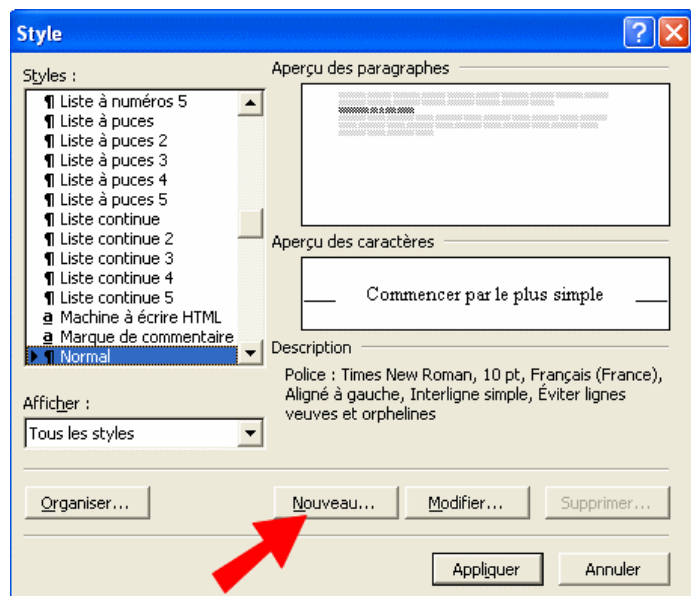 Style
Styles :
¶ Liste à numéros 5
¶ Liste à puces
¶ Liste à puces 2
¶ Liste à puces 3
¶ Liste à puces 4
¶ Liste à puces 5
¶ Liste continue
¶ Liste continue 2
¶ Liste continue 3
¶ Liste continue 4
¶ Liste continue 5
a Machine à écrire HTML
a Marque de commentaire
¶ Normal
Afficher :
Tous les styles
Aperçu des paragraphes
Aperçu des caractères
Commencer par le plus simple
Description
Police : Times New Roman, 10 pt, Français (France),
Aligné à gauche, Interligne simple, Éviter lignes
veuves et orphelines
Organiser... Nouveau... Modifier... Supprimer...
Appliquer Annuler